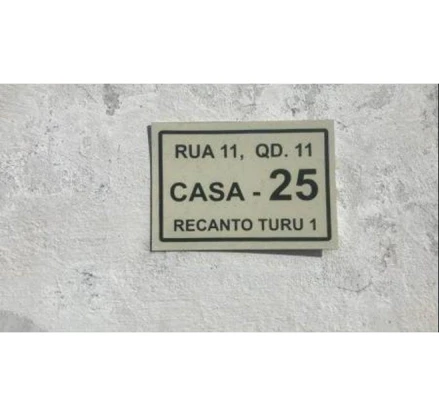 RUA 11, QD. 11
CASA - 25
RECANTO TURU 1